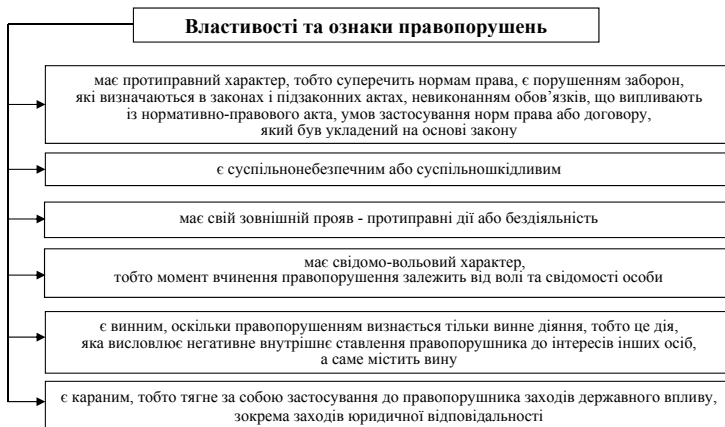 Властивості та ознаки правопорушень
має протиправний характер, тобто суперечить нормам права, є порушенням заборон,
які визначаються в законах і підзаконних актах, невиконанням обов’язків, що випливають
із нормативно-правового акта, умов застосування норм права або договору,
який був укладений на основі закону
є суспільнонебезпечним або суспільношкідливим
має свій зовнішній прояв - протиправні дії або бездіяльність
має свідомо-вольовий характер,
тобто момент вчинення правопорушення залежить від волі та свідомості особи
є винним, оскільки правопорушенням визнається тільки винне діяння, тобто це дія,
яка висловлює негативне внутрішнє ставлення правопорушника до інтересів інших осіб,
а саме містить вину
є караним, тобто тягне за собою застосування до правопорушника заходів державного впливу,
зокрема заходів юридичної відповідальності